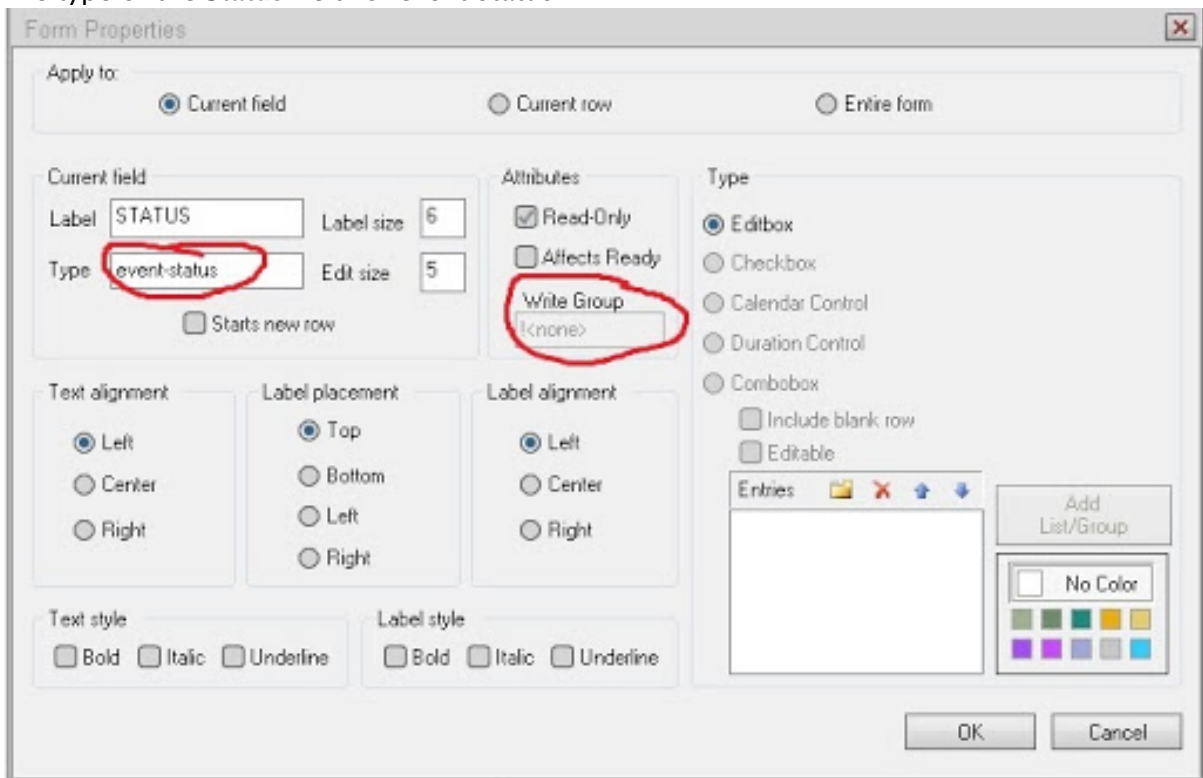 Form Properties
Apply to:
Current field Current row Entire form
Current field
Label STATUS Label size 6
Type event-status Edit size 5
Starts new row
Attributes
Read-Only
Affects Ready
Write Group
!<none>
Type
Editbox
Checkbox
Calendar Control
Duration Control
Combobox
Include blank row
Editable
Entries
Add
List/Group
No Color
Text alignment
Left
Center
Right
Label placement
Top
Bottom
Left
Right
Label alignment
Left
Center
Right
Text style
Bold Italic Underline
Label style
Bold Italic Underline
OK Cancel